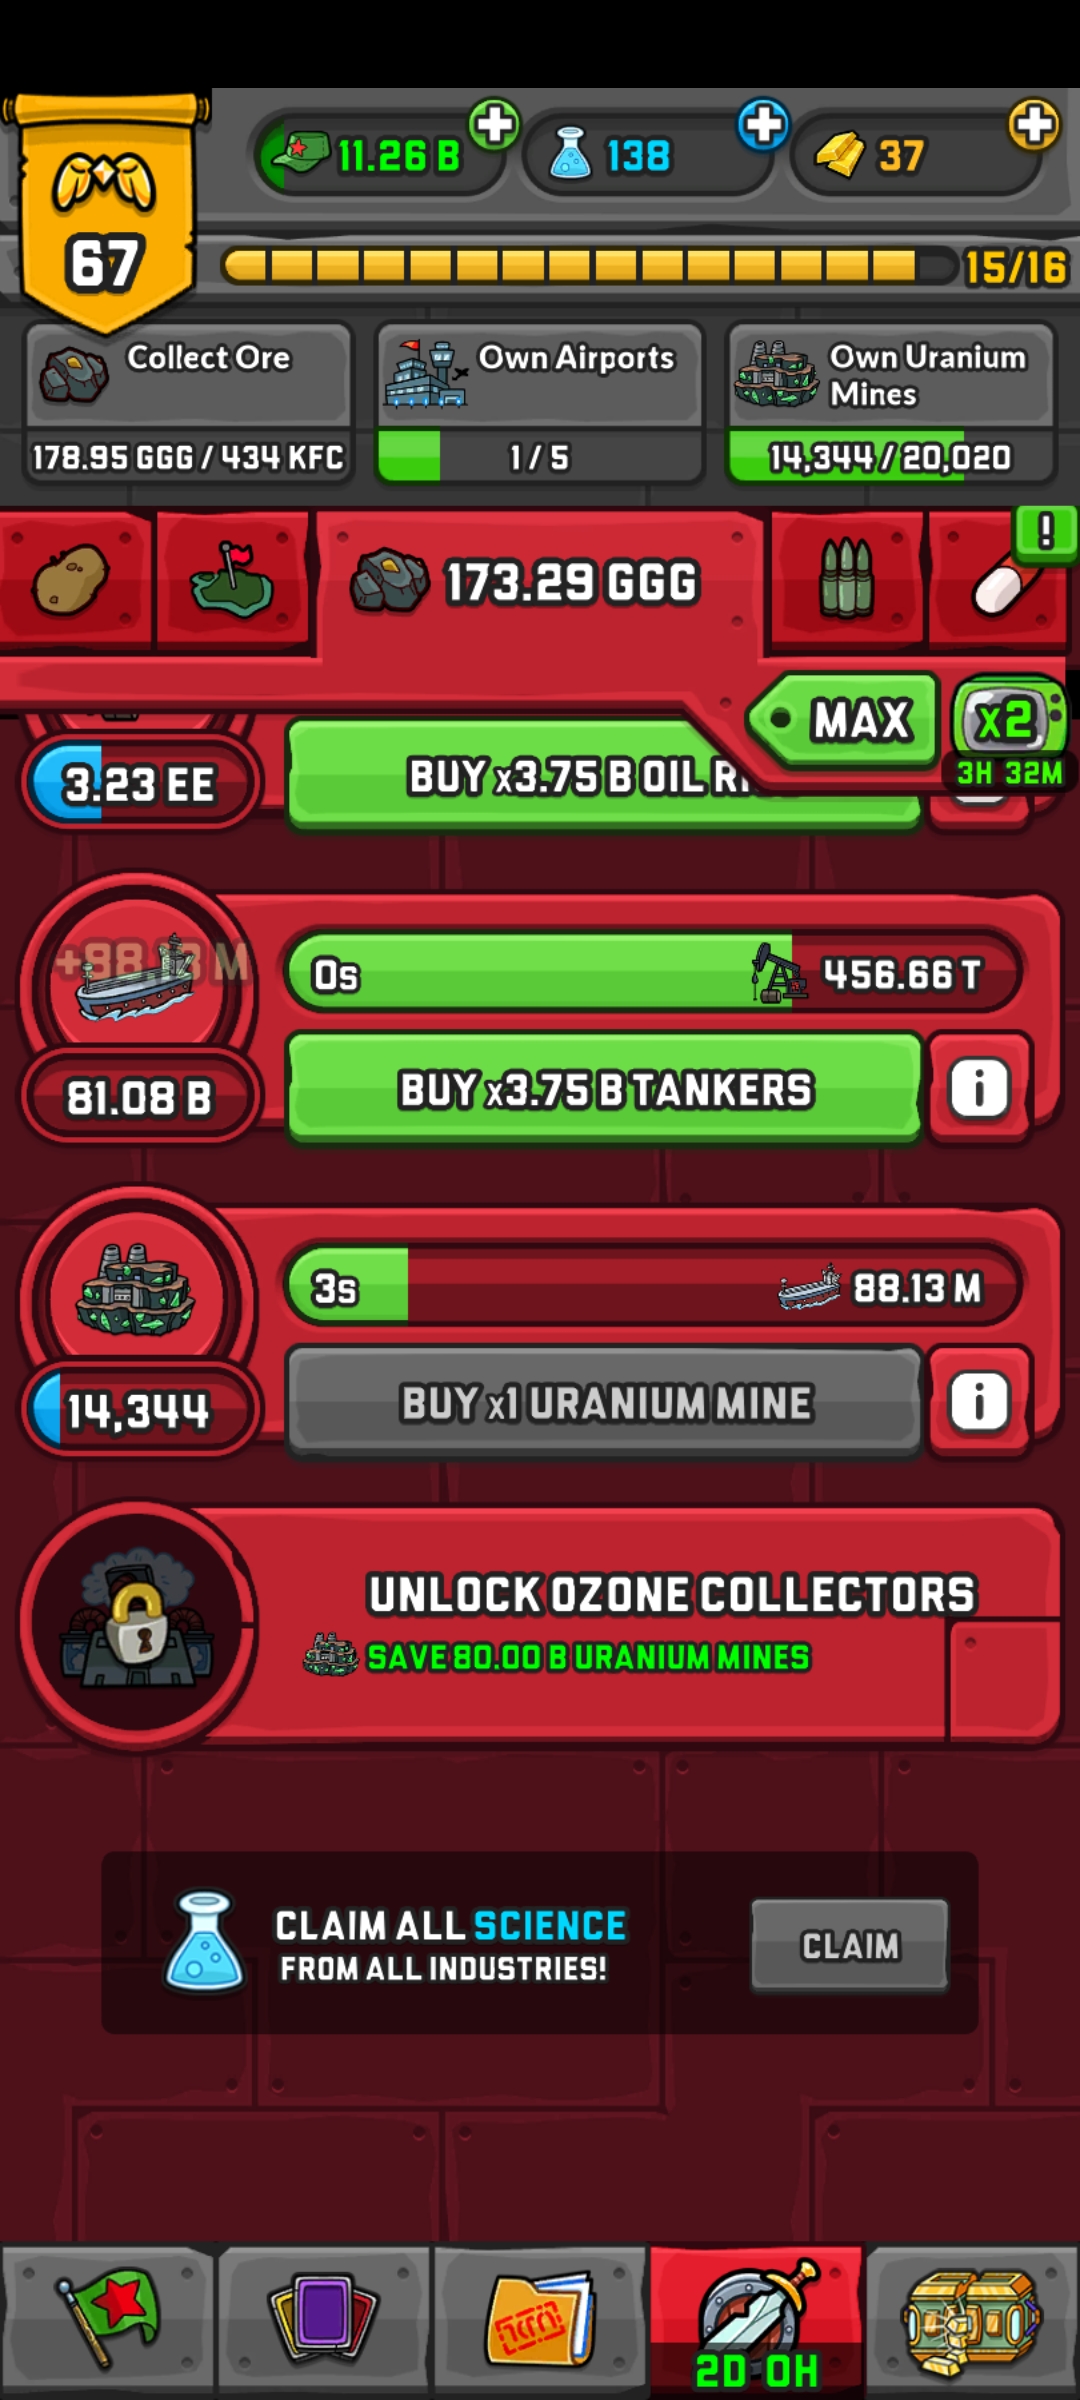 11.26 B
138
37
67
15/16
Collect Ore
178.95 GGG / 434 KFC
Own Airports
1 / 5
Own Uranium
Mines
14,344 / 20,020
!
173.29 GGG
MAX
x2
3H 32M
3.23 EE
BUY x3.75 B OIL
+98.13 M
0s
456.66 T
81.08 B
BUY x3.75 B TANKERS
i
3s
88.13 M
14,344
BUY x1 URANIUM MINE
i
UNLOCK OZONE COLLECTORS
SAVE 80.00 B URANIUM MINES
CLAIM ALL SCIENCE
FROM ALL INDUSTRIES!
CLAIM
2D 0H